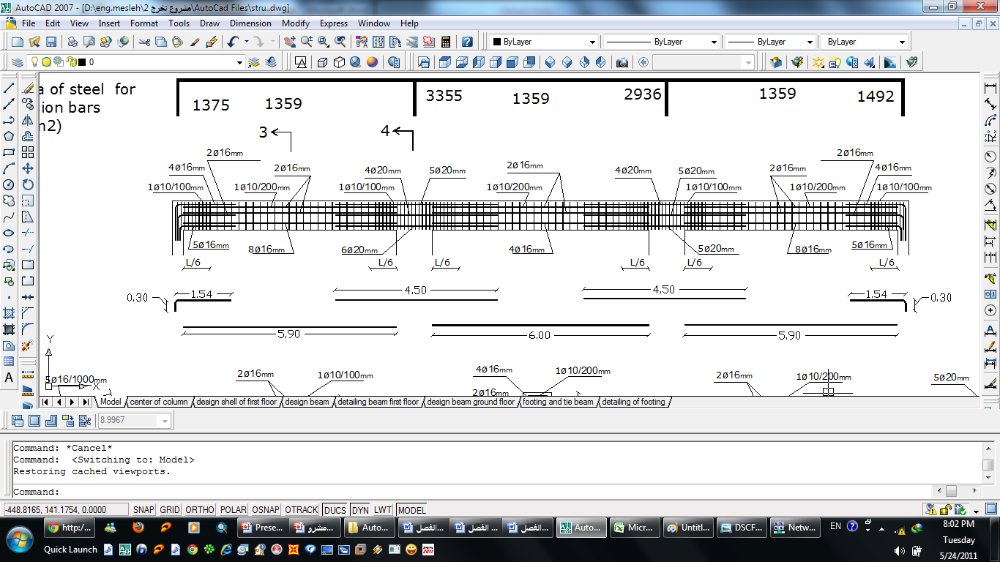 AutoCAD 2007 - [D:\eng.mesleh\2 مشروع تخرج\AutoCad Files\stru..dwg]
File Edit View Insert Format Tools Draw Dimension Modify Express Window Help
ByLayer ByLayer ByLayer ByLayer
0
a of steel for
ion bars
m2)
1375 1359 3355 1359 2936 1359 1492
3 4
2ø16mm 2ø16mm
4ø16mm 2ø16mm 4ø20mm 5ø20mm 2ø16mm 4ø20mm 5ø20mm 2ø16mm 4ø16mm
1ø10/100mm 1ø10/200mm 1ø10/100mm 1ø10/200mm 1ø10/100mm 1ø10/200mm 1ø10/100mm
5ø16mm 8ø16mm 6ø20mm 4ø16mm 5ø20mm 8ø16mm 5ø16mm
L/6 L/6 L/6 L/6 L/6 L/6
0.30 1.54 4.50 4.50 1.54 0.30
5.90 6.00 5.90
Y
X
5ø16/1000mm 2ø16mm 1ø10/100mm 4ø16mm 1ø10/200mm 2ø16mm 1ø10/200mm 5ø20mm
2ø16mm
A
Model center of column design shell of first floor design beam detailing beam first floor design beam ground floor footing and tie beam detailing of footing
8.9967
Command: *Cancel*
Command: <Switching to: Model>
Restoring cached viewports.
Command:
-448.8165, 141.1754, 0.0000 SNAP GRID ORTHO POLAR OSNAP OTRACK DUCS DYN LWT MODEL
http:/... Prese... مشرو... Auto... الفصل... الفصل... الفصل... Auto... Micr... Untitl... DSCF... Netw... EN 8:02 PM
Quick Launch Tuesday
5/24/2011